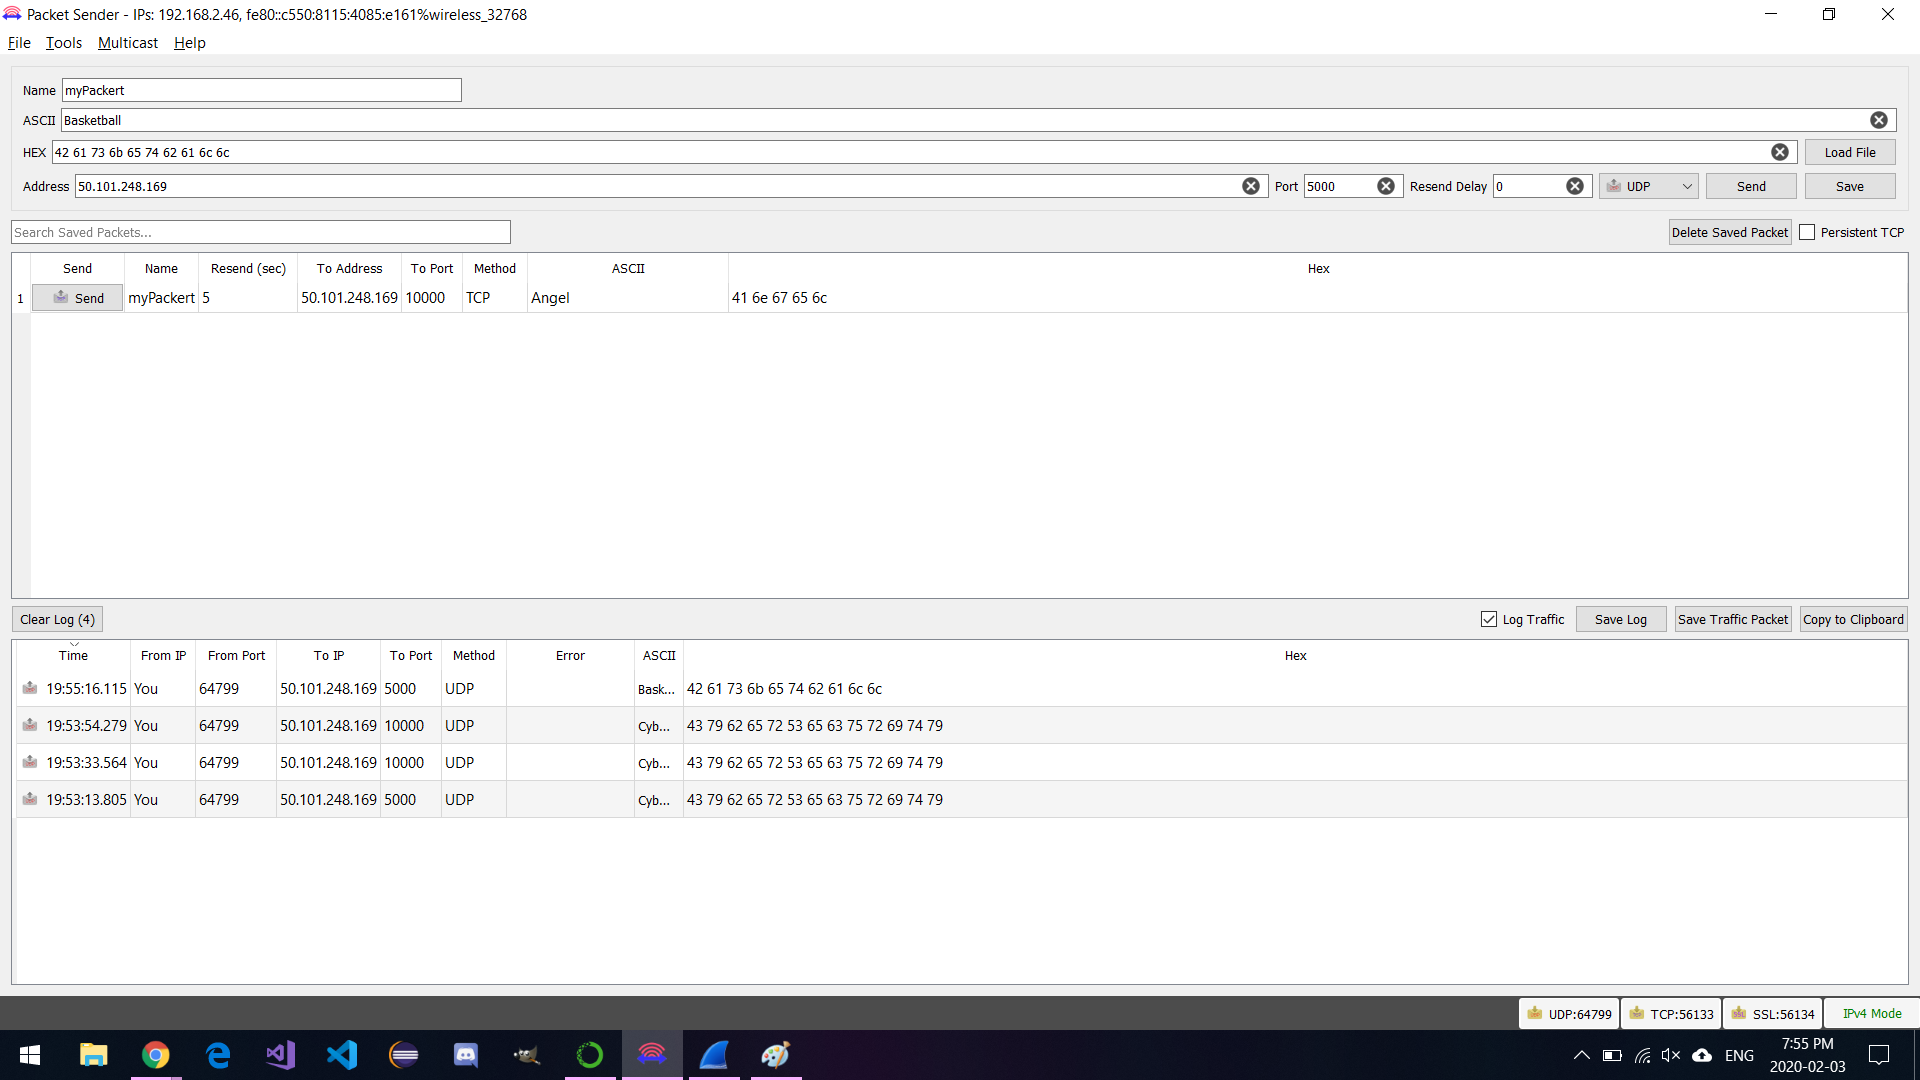 Packet Sender - IPs: 192.168.2.46, fe80::c550:8115:4085:e161%wireless_32768
File Tools Multicast Help
Name myPackert
ASCII Basketball
HEX 42 61 73 6b 65 74 62 61 6c 6c Load File
Address 50.101.248.169 Port 5000 Resend Delay 0 UDP Send Save
Search Saved Packets... Delete Saved Packet Persistent TCP
Send Name Resend (sec) To Address To Port Method ASCII Hex
1 Send myPackert 5 50.101.248.169 10000 TCP Angel 41 6e 67 65 6c
Clear Log (4) Log Traffic Save Log Save Traffic Packet Copy to Clipboard
Time From IP From Port To IP To Port Method Error ASCII Hex
19:55:16.115 You 64799 50.101.248.169 5000 UDP Bask... 42 61 73 6b 65 74 62 61 6c 6c
19:53:54.279 You 64799 50.101.248.169 10000 UDP Cyb... 43 79 62 65 72 53 65 63 75 72 69 74 79
19:53:33.564 You 64799 50.101.248.169 10000 UDP Cyb... 43 79 62 65 72 53 65 63 75 72 69 74 79
19:53:13.805 You 64799 50.101.248.169 5000 UDP Cyb... 43 79 62 65 72 53 65 63 75 72 69 74 79
UDP:64799 TCP:56133 SSL:56134 IPv4 Mode
ENG 7:55 PM
2020-02-03